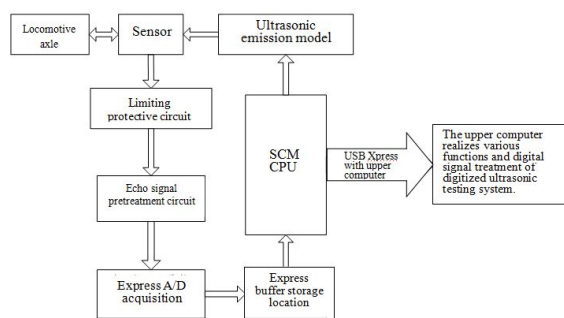 Locomotive
axle
Sensor
Ultrasonic
emission model
Limiting
protective circuit
SCM
CPU
USB Xpress
with upper
computer
The upper computer
realizes various
functions and digital
signal treatment of
digitized ultrasonic
testing system.
Echo signal
pretreatment circuit
Express A/D
acquisition
Express
buffer storage
location